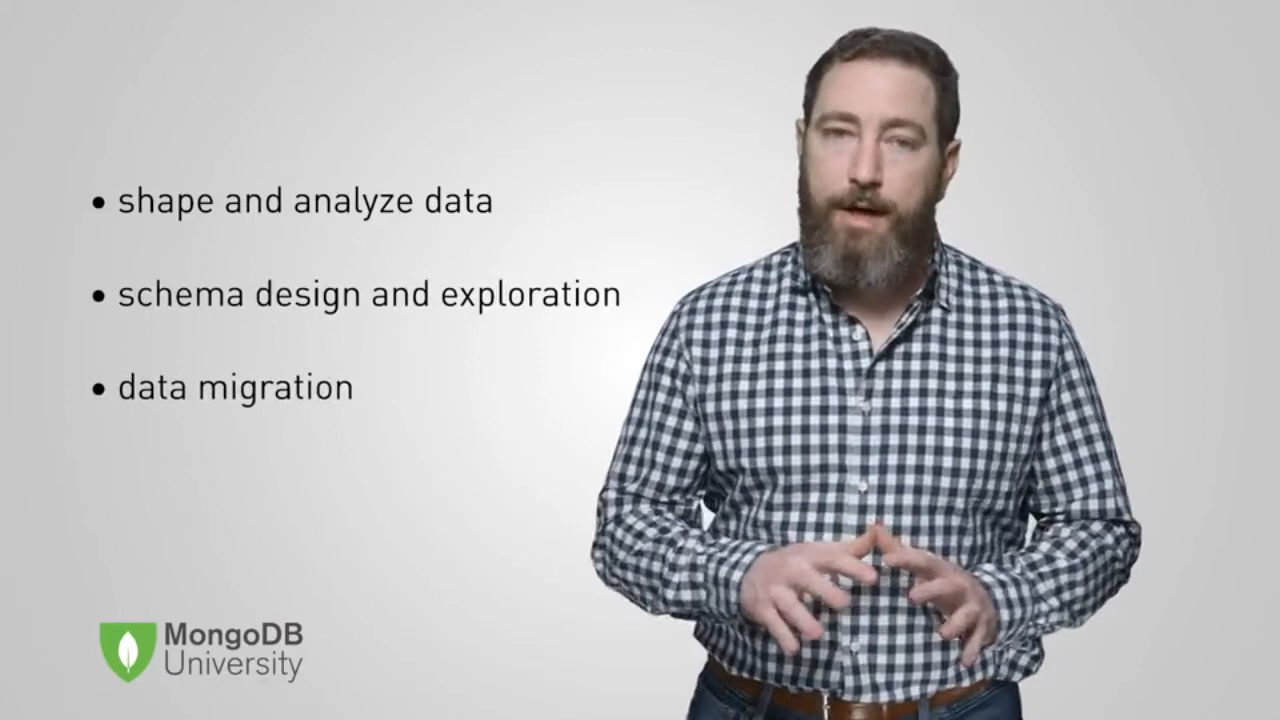 • shape and analyze data
• schema design and exploration
• data migration
MongoDB
University